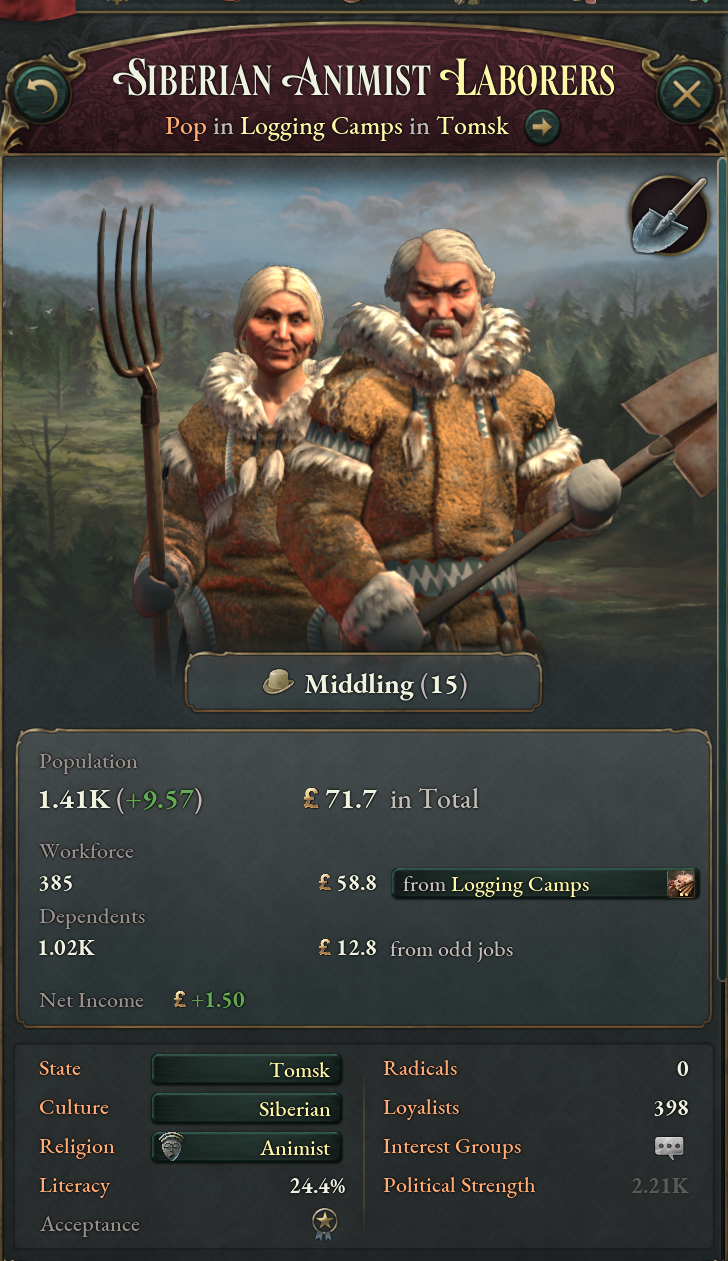 Siberian Animist Laborers
Pop in Logging Camps in Tomsk
Middling (15)
Population
1.41K (+9.57) £ 71.7 in Total
Workforce
385 £ 58.8 from Logging Camps
Dependents
1.02K £ 12.8 from odd jobs
Net Income £ +1.50
State Tomsk Radicals 0
Culture Siberian Loyalists 398
Religion Animist Interest Groups
Literacy 24.4% Political Strength 2.21K
Acceptance